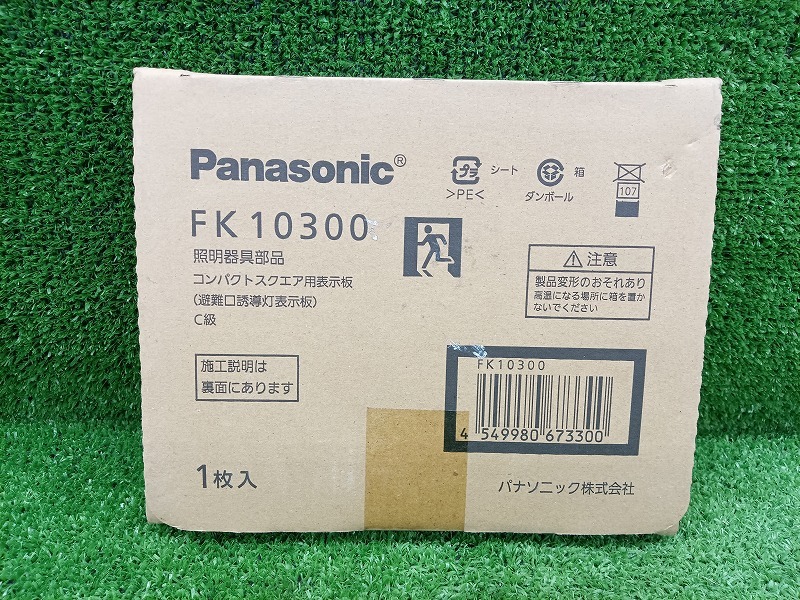 Panasonic®
FK10300
照明器具部品
コンパクトスクエア用表示板
(避難口誘導灯表示板)
C級
施工説明は
裏面にあります
1枚入
プラ シート
>PE<
箱
ダンボール
107
注意
製品変形のおそれあり
高温になる場所に箱を置か
ないでください
FK10300
4 549980 673300
パナソニック株式会社